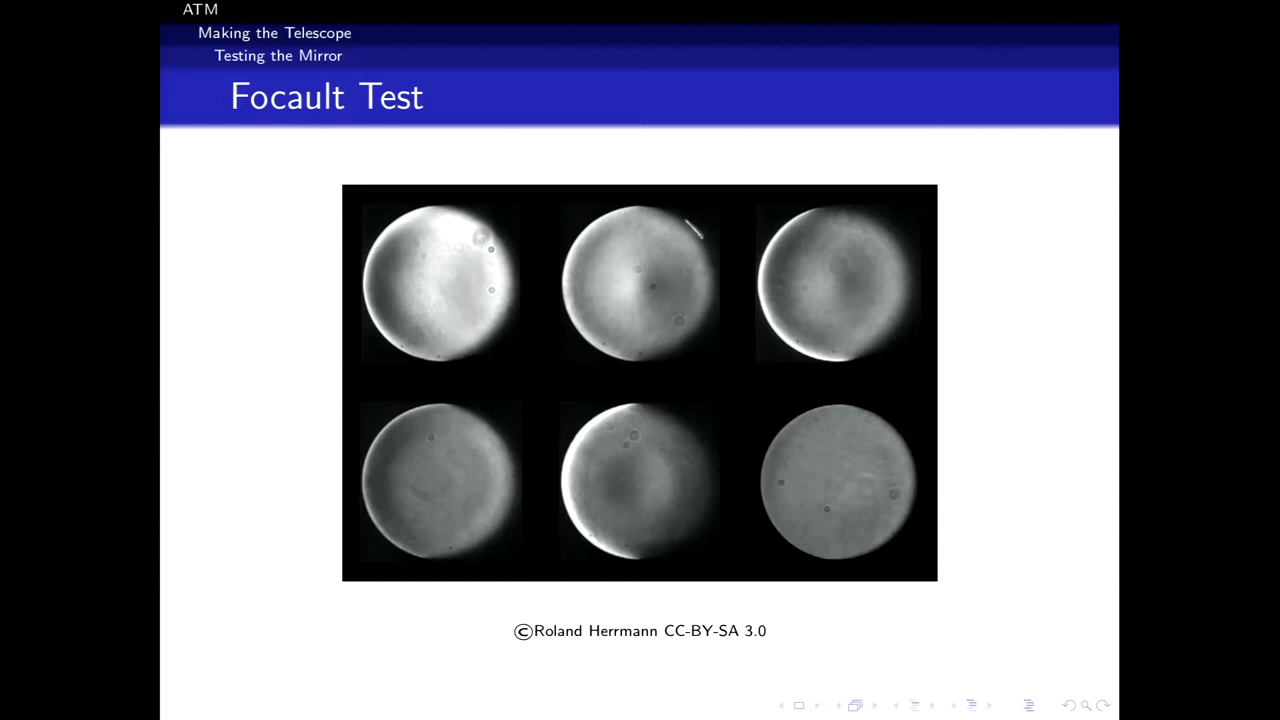 ATM
Making the Telescope
Testing the Mirror
Focault Test
©Roland Herrmann CC-BY-SA 3.0